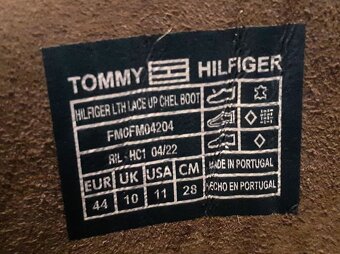 TOMMY HILFIGER
HILFIGER LTH LACE UP CHEL BOOT
FM0FM04204
RIL - HC1 04/22
MADE IN PORTUGAL
EUR UK USA CM
44 10 11 28
HECHO EN PORTUGAL